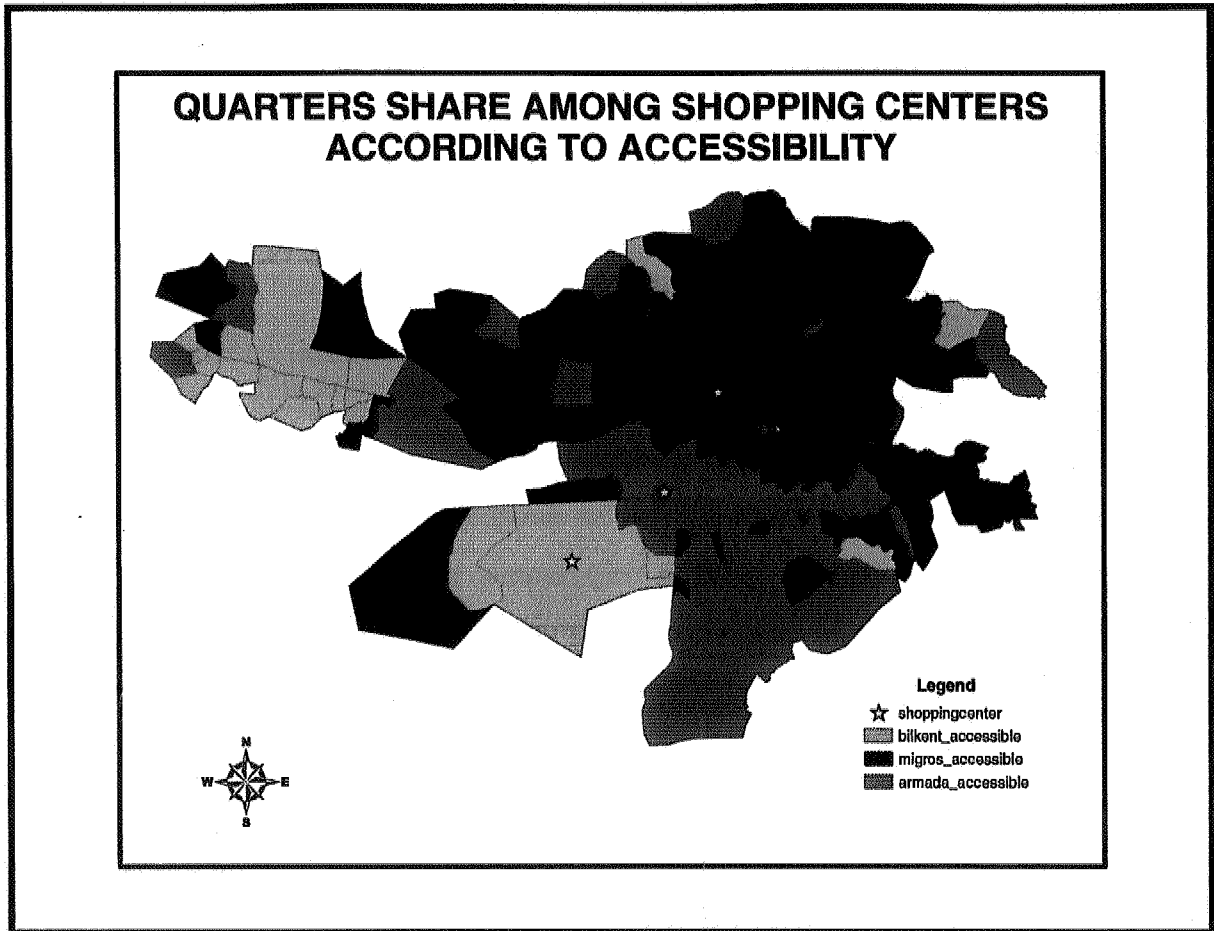 QUARTERS SHARE AMONG SHOPPING CENTERS
ACCORDING TO ACCESSIBILITY
Legend
shoppingcenter
bilkent_accessible
migros_accessible
armada_accessible
N
W E
S